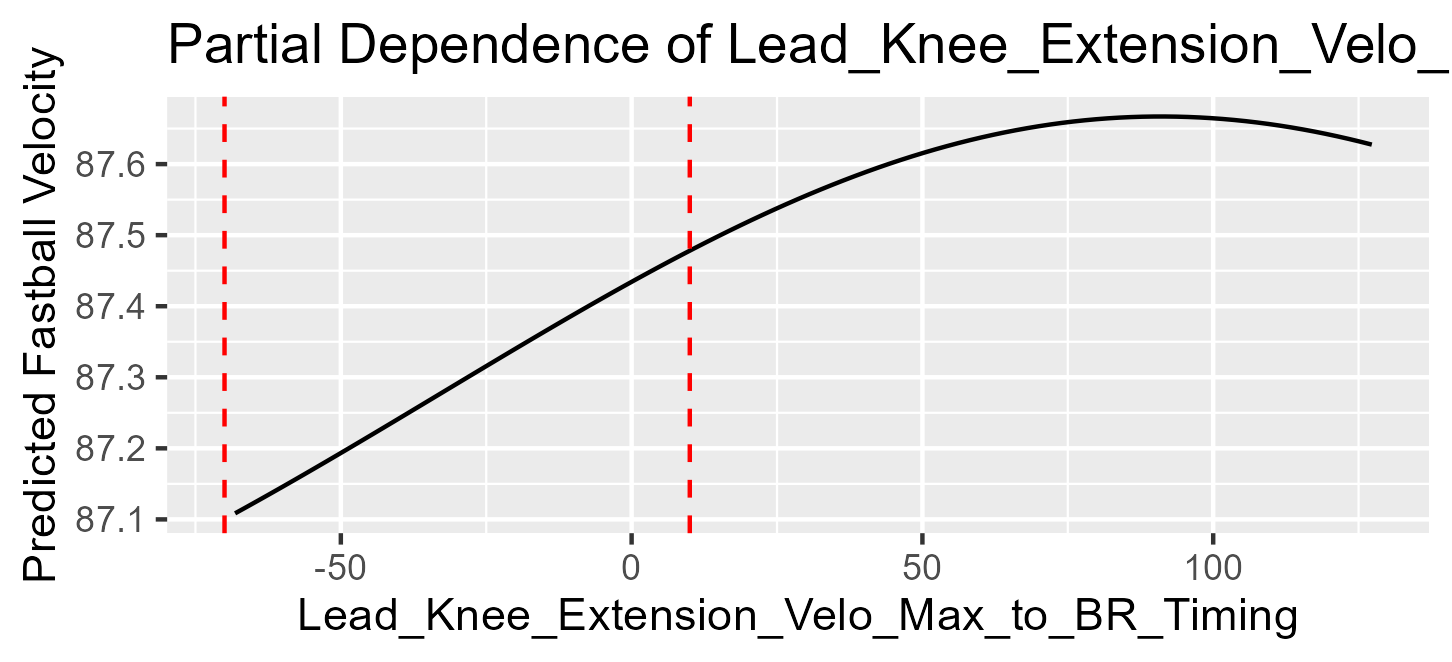 Partial Dependence of Lead_Knee_Extension_Velo_
Predicted Fastball Velocity
87.6
87.5
87.4
87.3
87.2
87.1
-50 0 50 100
Lead_Knee_Extension_Velo_Max_to_BR_Timing